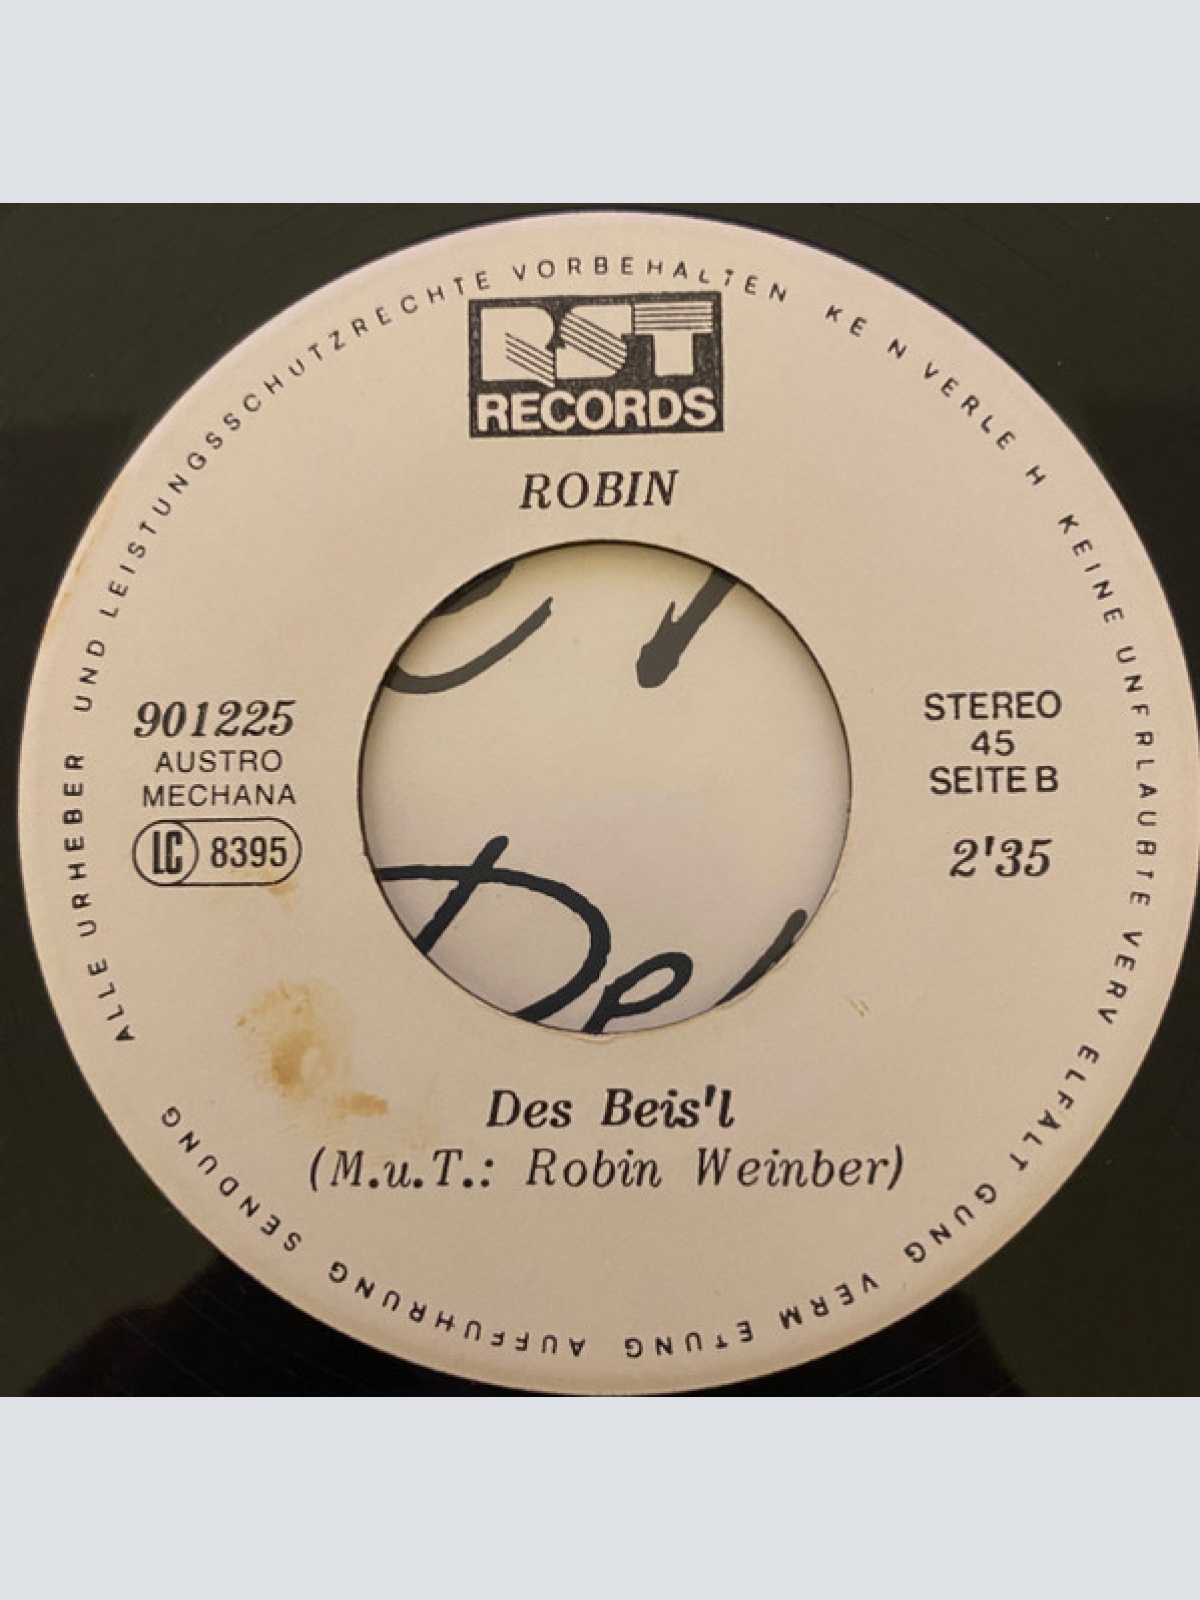 ALLE URHEBER UND LEISTUNGSSCHUTZRECHTE VORBEHALTEN KE N VERLE H KEINE UNFRLAUBTE VERV ELFALT GUNG VERM ETUNG AUFFUHRUNG SENDUNG
RST
RECORDS
ROBIN
901225
AUSTRO
MECHANA
LC 8395
STEREO
45
SEITE B
2'35
Des Beis'l
(M.u.T.: Robin Weinber)